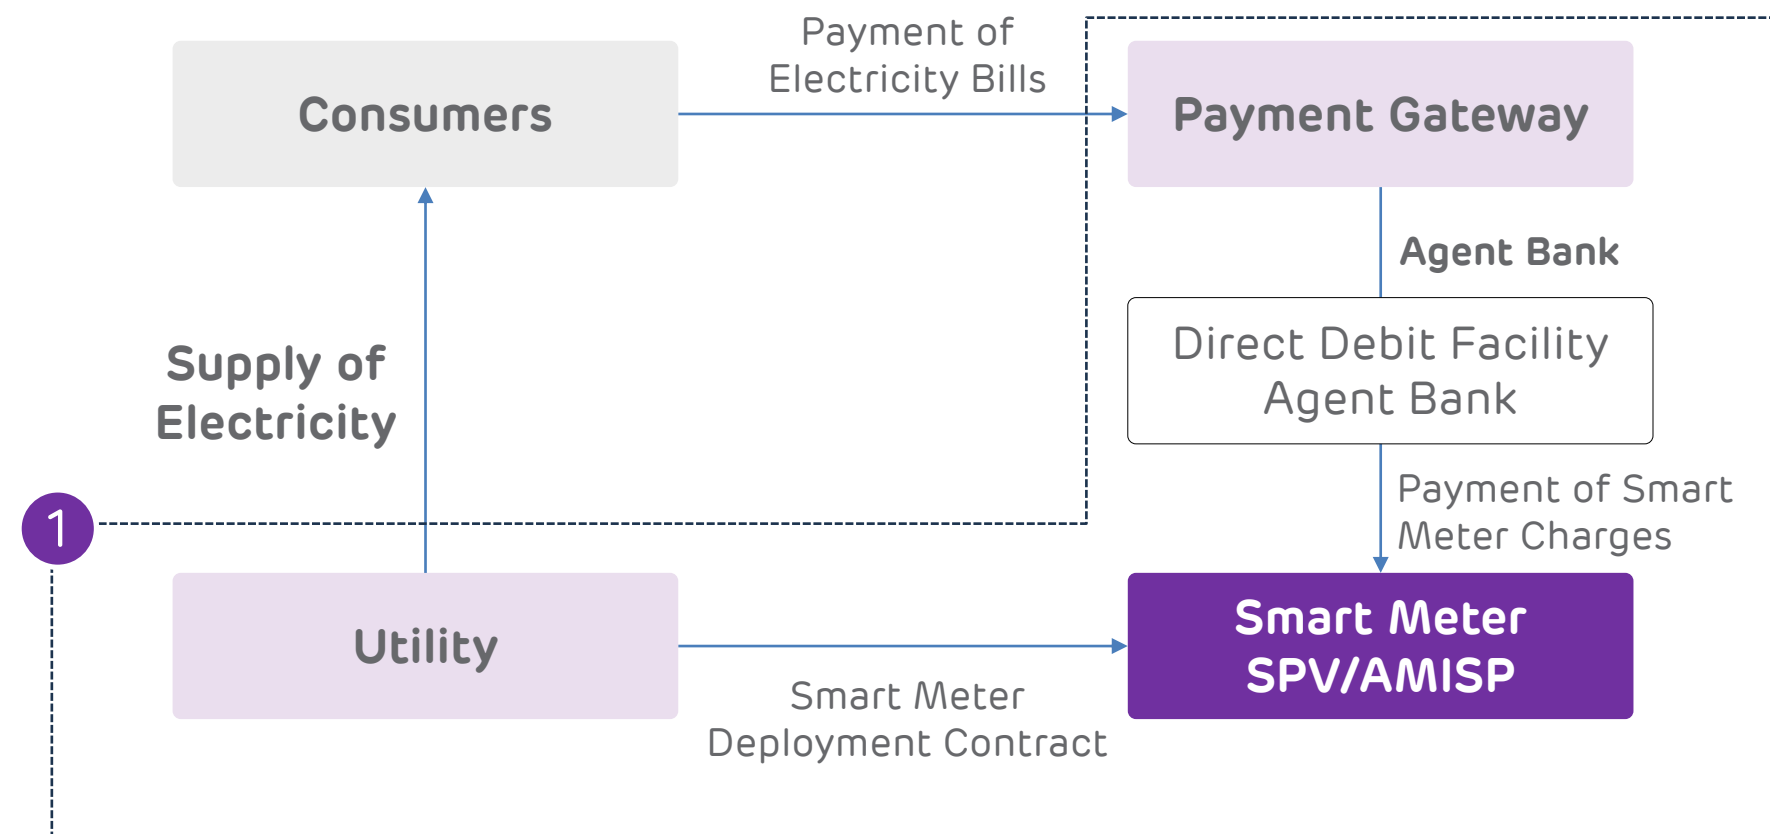 Payment of
Electricity Bills
Consumers
Payment Gateway
Agent Bank
Direct Debit Facility
Agent Bank
Supply of
Electricity
Payment of Smart
Meter Charges
1
Utility
Smart Meter
SPV/AMISP
Smart Meter
Deployment Contract